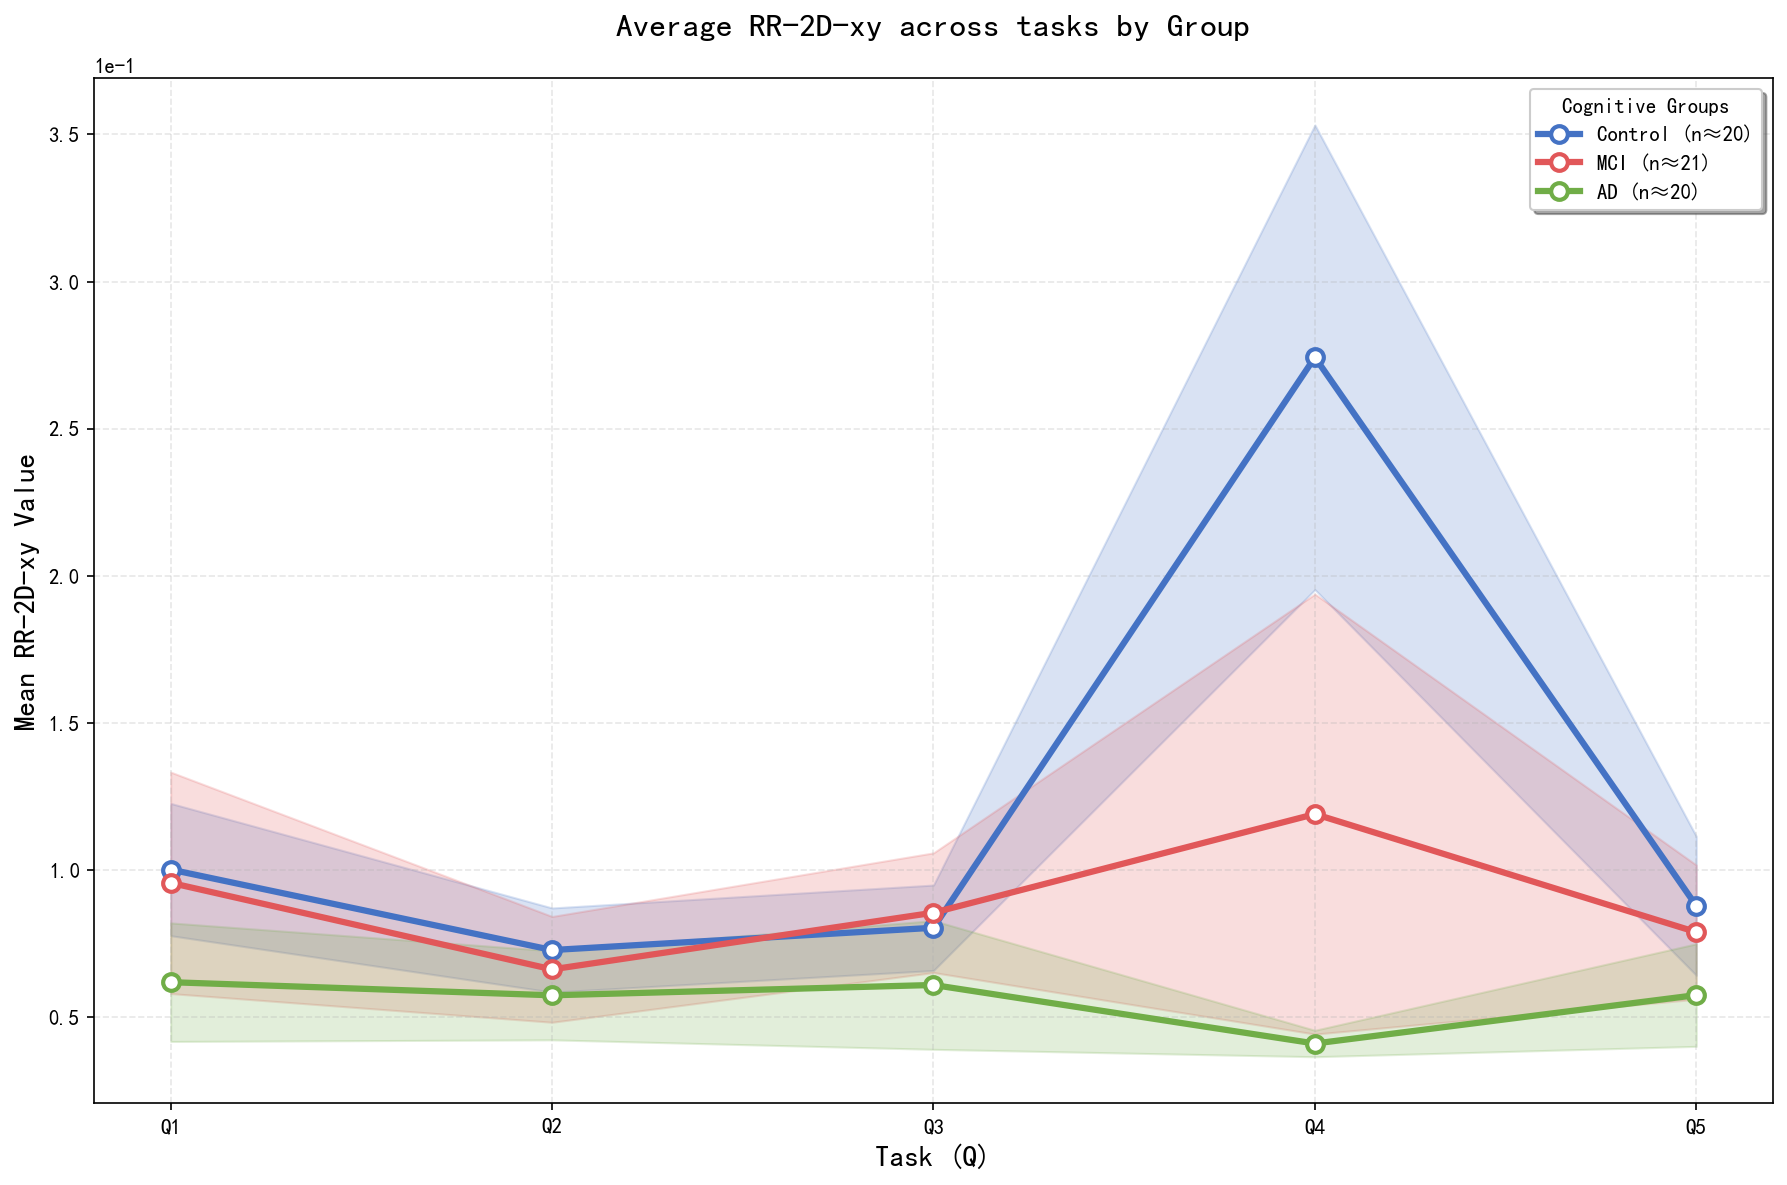 Average RR-2D-xy across tasks by Group
1e-1
Cognitive Groups
Control (n≈20)
MCI (n≈21)
AD (n≈20)
3.5
3.0
2.5
2.0
1.5
1.0
0.5
Mean RR-2D-xy Value
Q1 Q2 Q3 Q4 Q5
Task (Q)